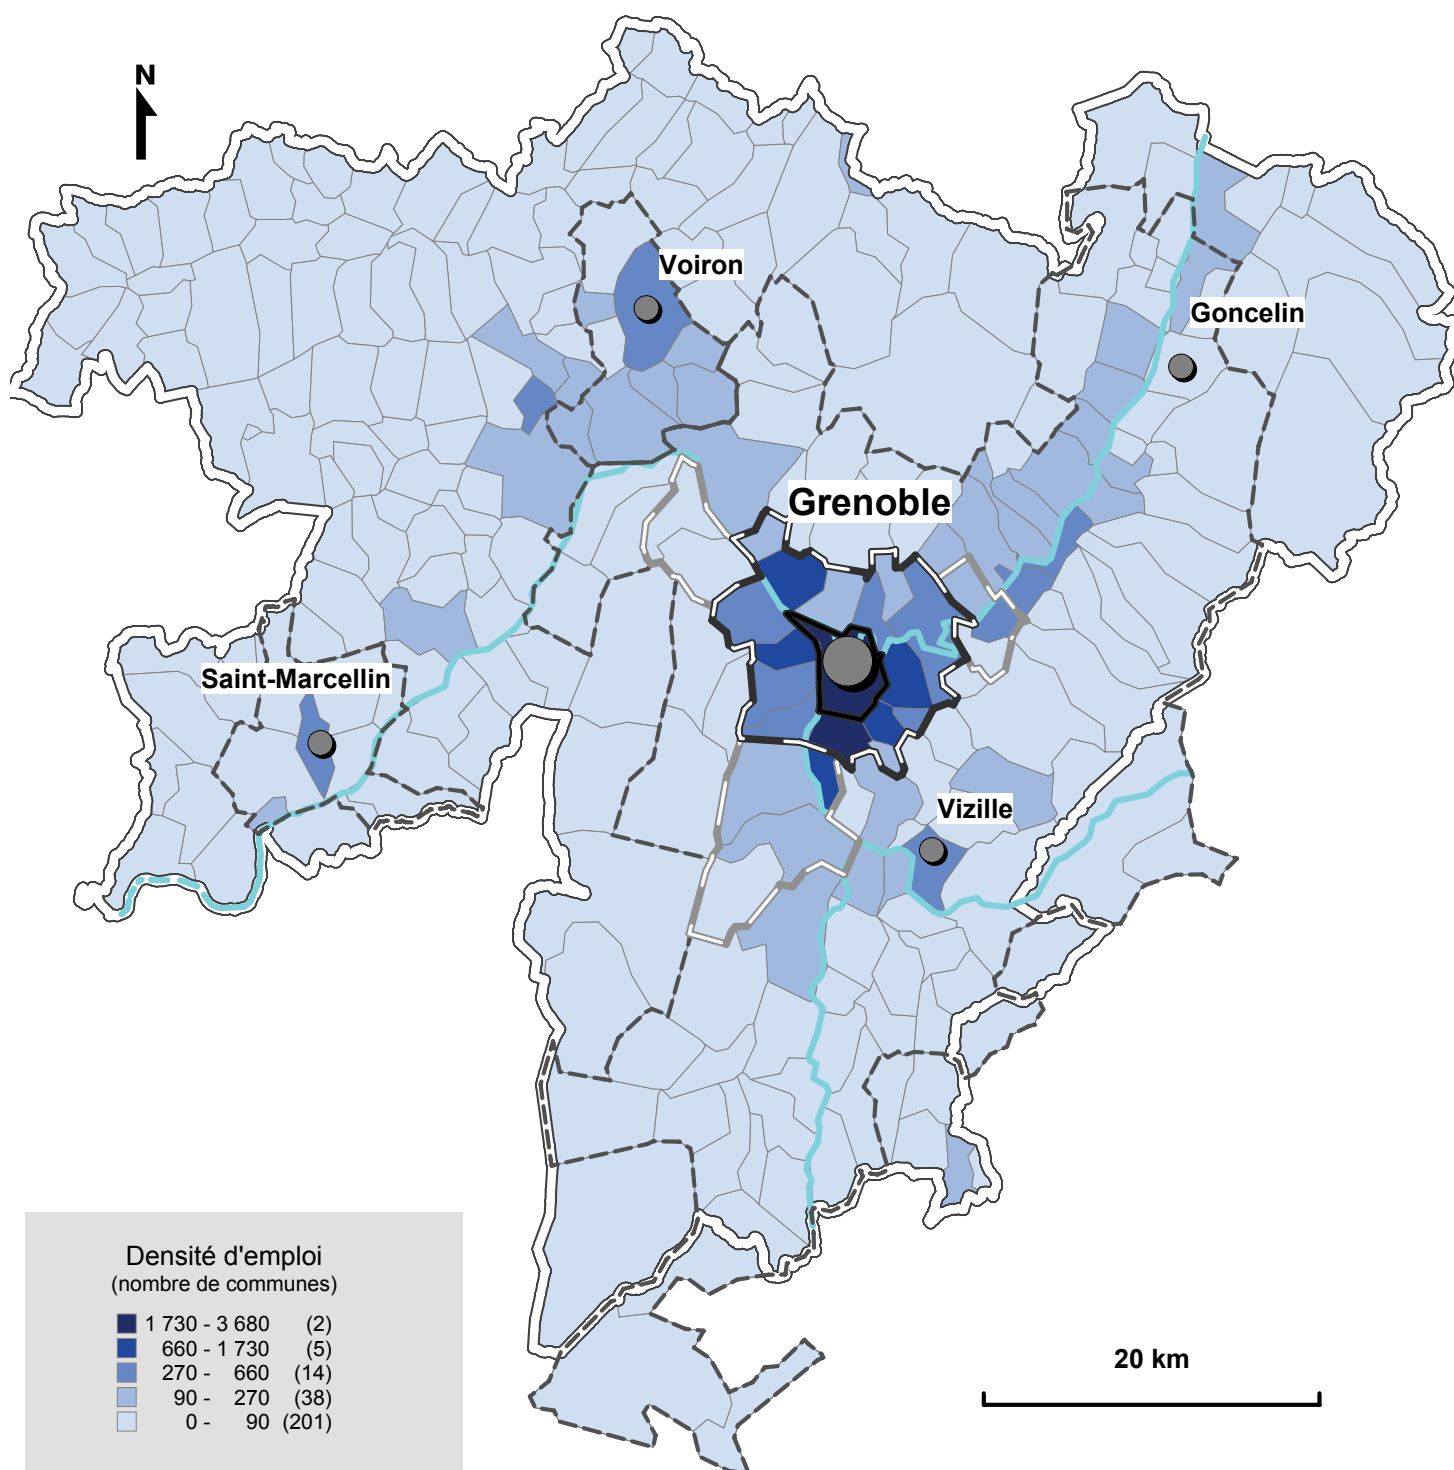 N
Voiron
Goncelin
Grenoble
Saint-Marcellin
Vizille
Densité d'emploi
(nombre de communes)
1 730 - 3 680 (2)
660 - 1 730 (5)
270 - 660 (14)
90 - 270 (38)
0 - 90 (201)
20 km